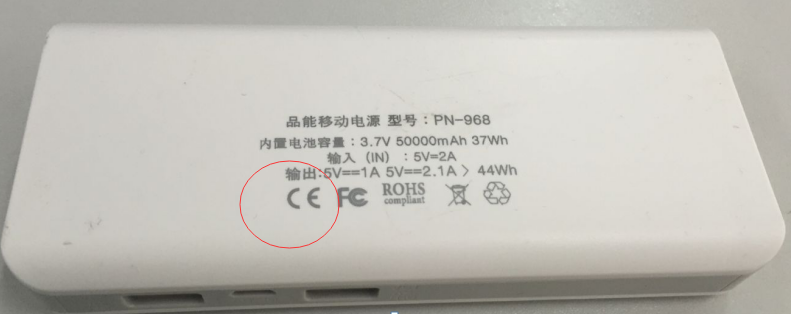 品能移动电源 型号：PN-968
内置电池容量：3.7V 50000mAh 37Wh
输入（IN）：5V=2A
输出:5V==1A 5V==2.1A > 44Wh
CE FC ROHS
compliant